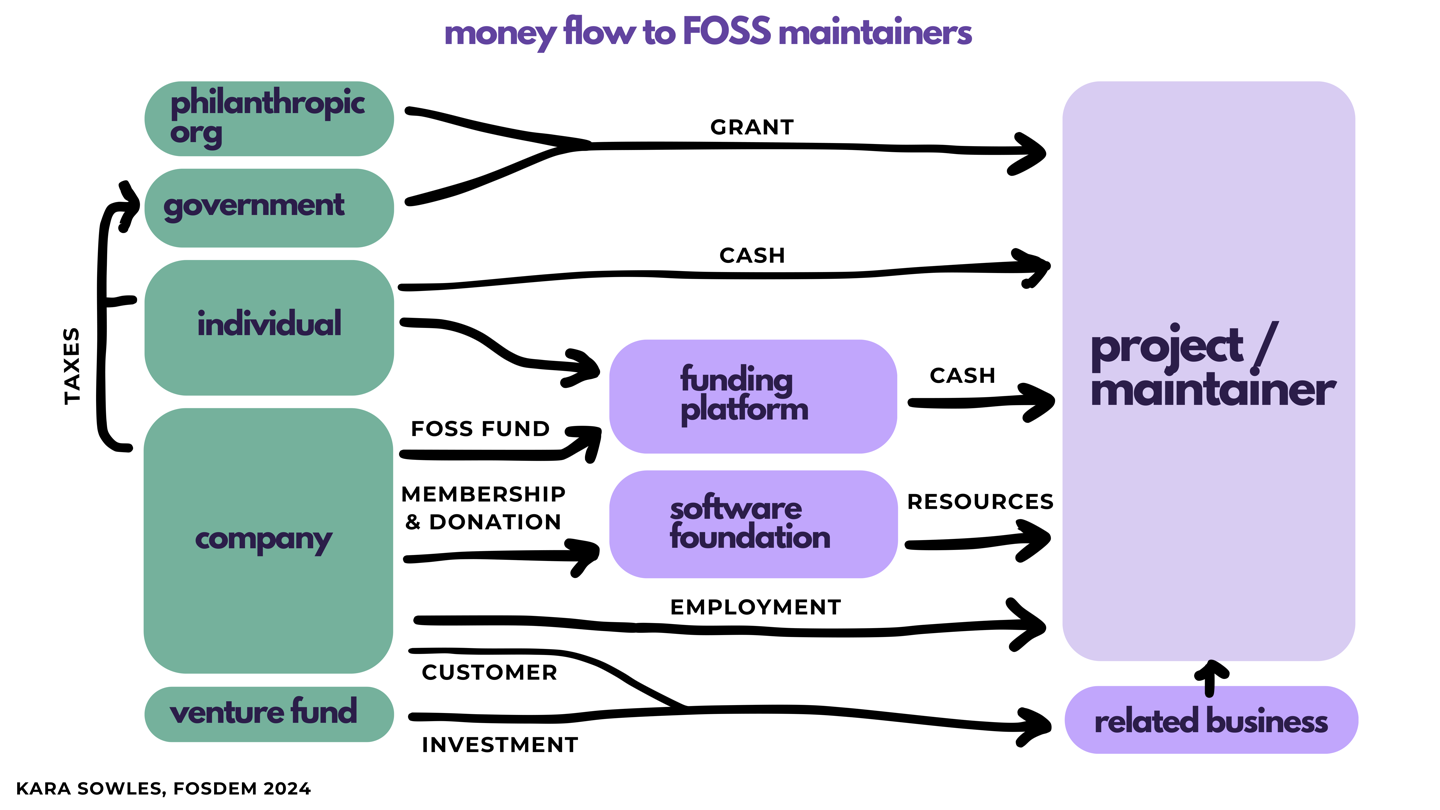 money flow to FOSS maintainers
philanthropic
org
GRANT
government
CASH
individual
TAXES
funding
platform
CASH
project /
maintainer
FOSS FUND
MEMBERSHIP
& DONATION
software
foundation
RESOURCES
company
EMPLOYMENT
CUSTOMER
venture fund
INVESTMENT
related business
KARA SOWLES, FOSDEM 2024